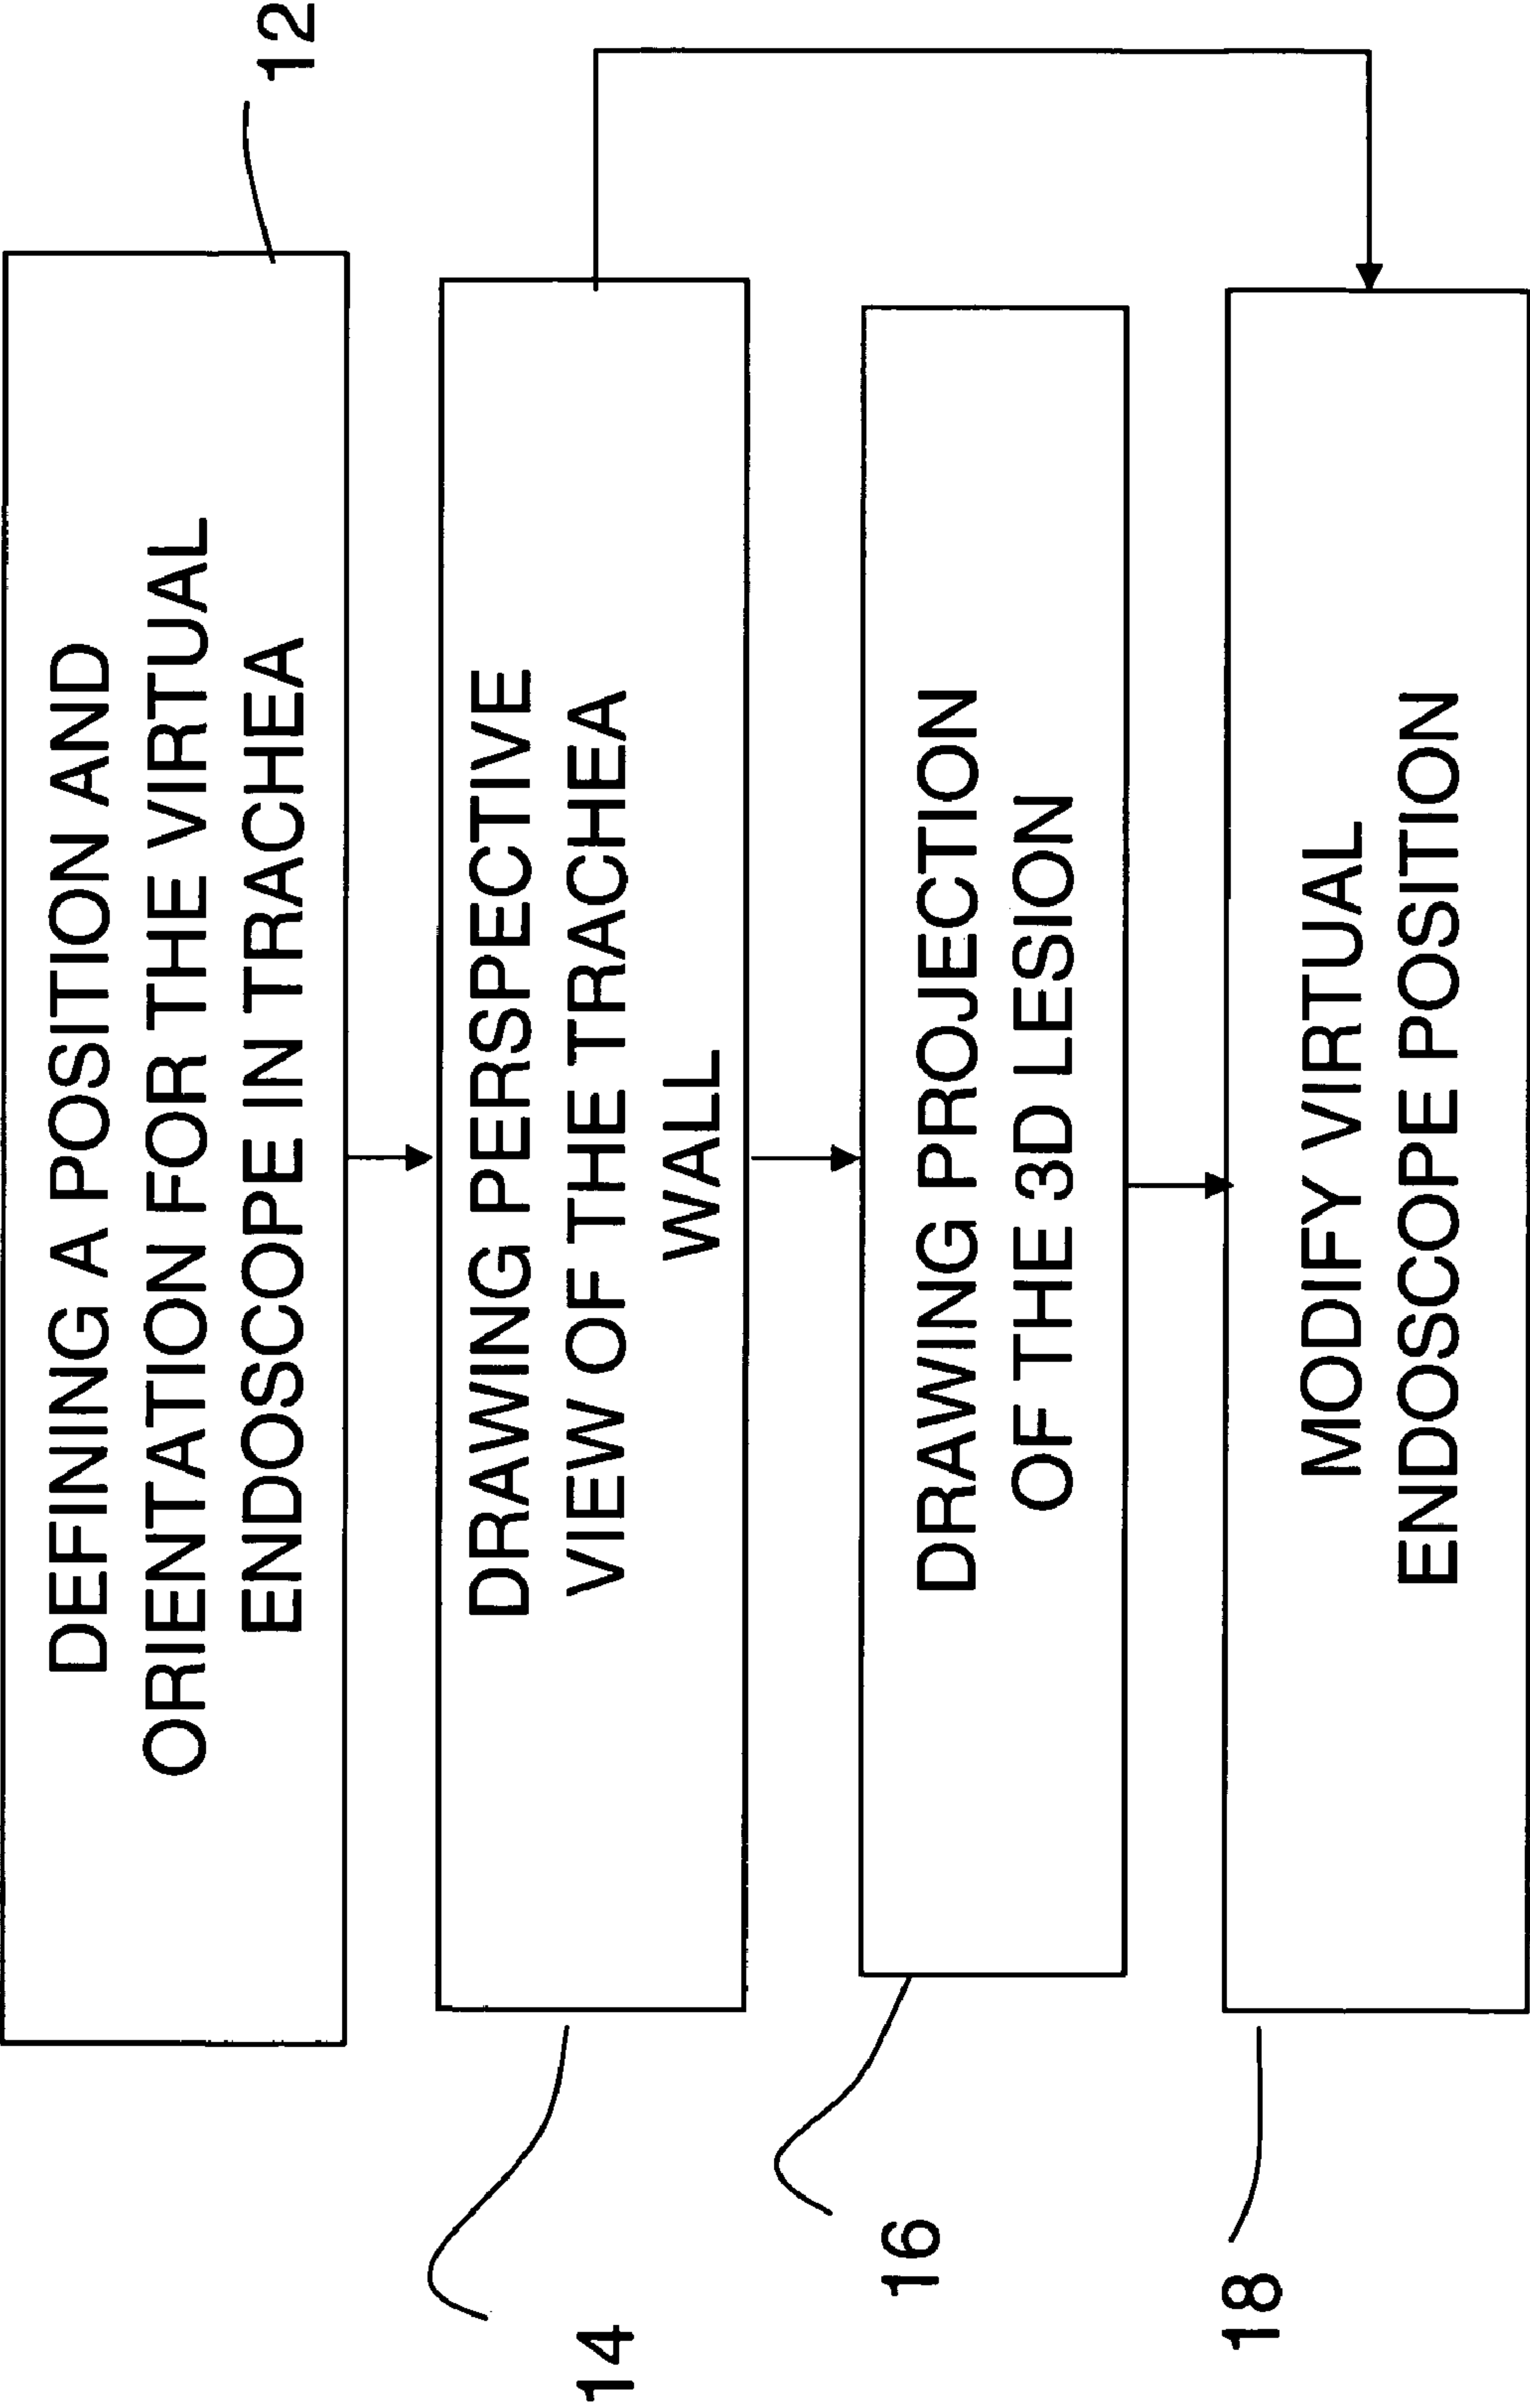 DEFINING A POSITION AND
ORIENTATION FOR THE VIRTUAL
ENDOSCOPE IN TRACHEA
12
DRAWING PERSPECTIVE
VIEW OF THE TRACHEA
WALL
14
DRAWING PROJECTION
OF THE 3D LESION
16
MODIFY VIRTUAL
ENDOSCOPE POSITION
18